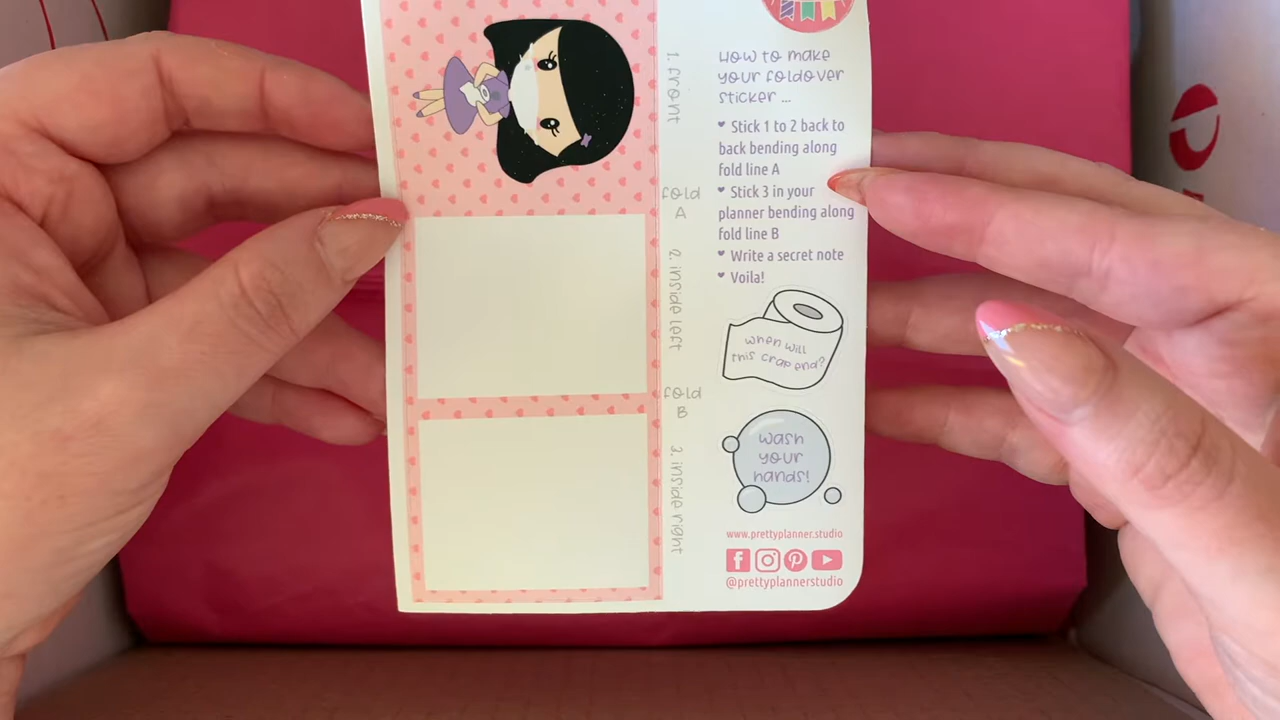 1. front
fold
A
2. inside left
fold
B
3. inside right
HOW TO MAKE
YOUR FOLDOVER
STICKER ...
Stick 1 to 2 back to
back bending along
fold line A
Stick 3 in your
planner bending along
fold line B
Write a secret note
Voila!
when will
this crap end?
wash
your
hands!
www.prettyplanner.studio
@prettyplannerstudio